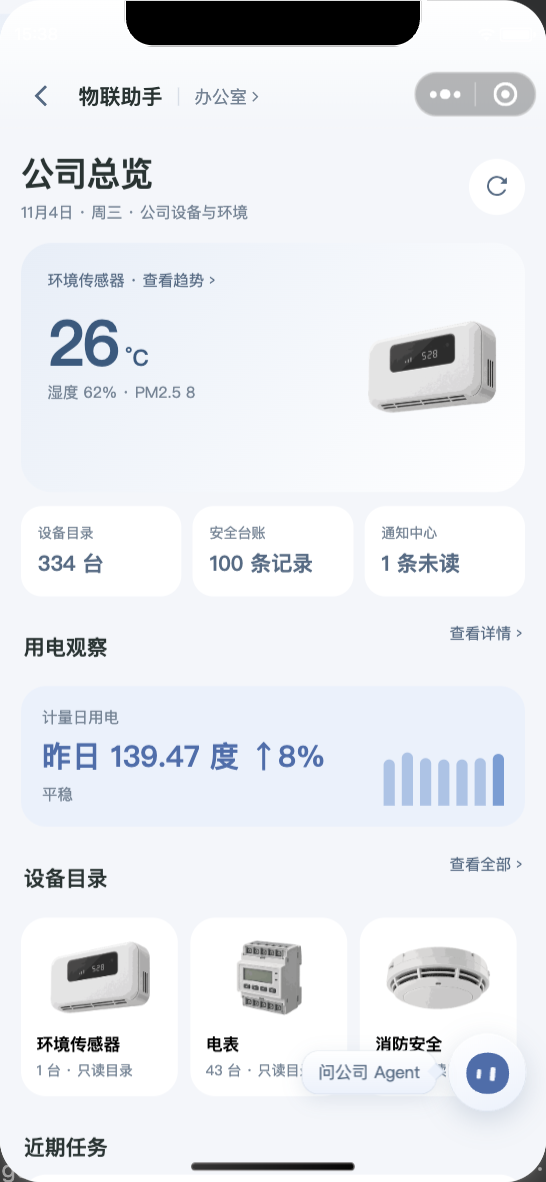 物联助手 办公室 ›
公司总览
11月4日 · 周三 · 公司设备与环境
环境传感器 · 查看趋势 ›
26 °C
湿度 62% · PM2.5 8
528
设备目录
334 台
安全台账
100 条记录
通知中心
1 条未读
用电观察
查看详情 ›
计量日用电
昨日 139.47 度 ↑8%
平稳
设备目录
查看全部 ›
528
环境传感器
1 台 · 只读目录
电表
43 台 · 只读目
消防安全
问公司 Agent
近期任务